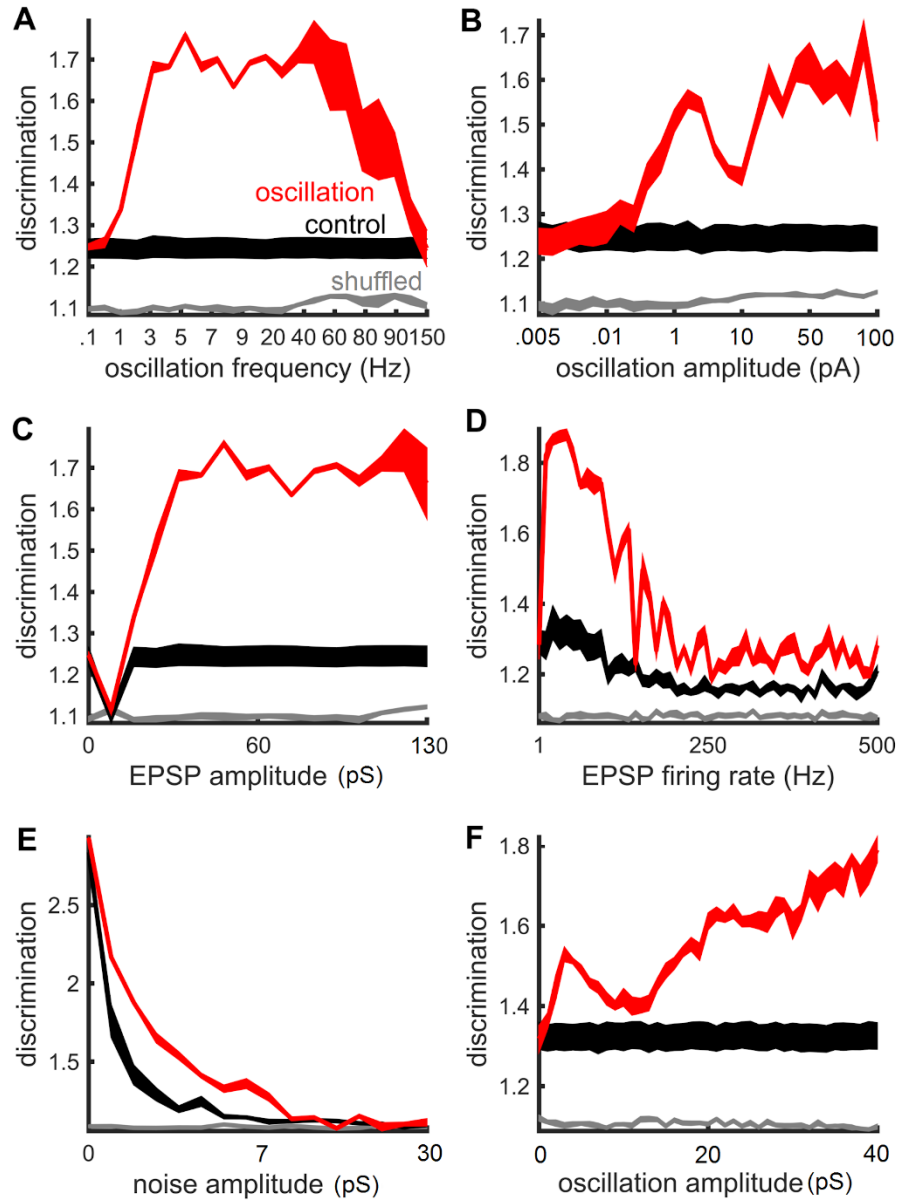 A
discrimination
1.7
1.6
1.5
1.4
1.3
1.2
1.1
oscillation
control
shuffled
.1 1 3 5 7 9 20 40 60 80 90 150
oscillation frequency (Hz)
B
discrimination
1.7
1.6
1.5
1.4
1.3
1.2
1.1
.005 .01 1 10 50 100
oscillation amplitude (pA)
C
discrimination
1.7
1.6
1.5
1.4
1.3
1.2
1.1
0 60 130
EPSP amplitude (pS)
D
discrimination
1.8
1.6
1.4
1.2
1 250 500
EPSP firing rate (Hz)
E
discrimination
2.5
2
1.5
0 7 30
noise amplitude (pS)
F
discrimination
1.8
1.6
1.4
1.2
0 20 40
oscillation amplitude (pS)